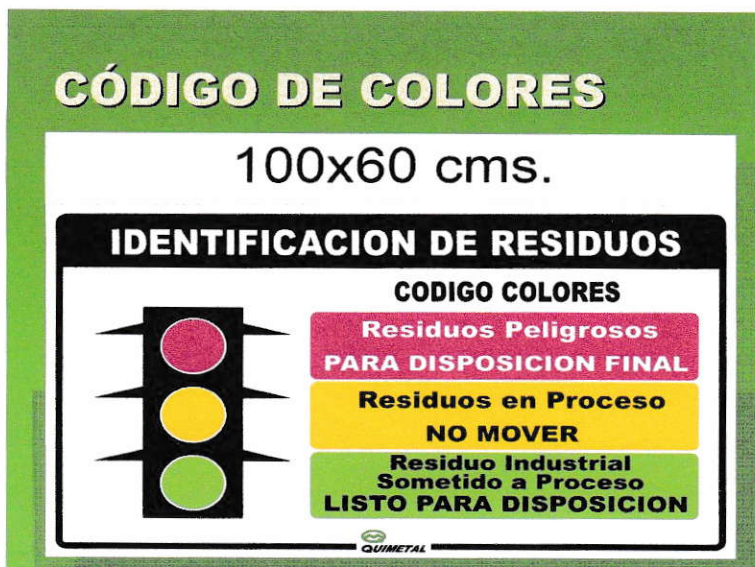 CÓDIGO DE COLORES
100x60 cms.
IDENTIFICACION DE RESIDUOS
CODIGO COLORES
Residuos Peligrosos
PARA DISPOSICION FINAL
Residuos en Proceso
NO MOVER
Residuo Industrial
Sometido a Proceso
LISTO PARA DISPOSICION
QUIMETAL